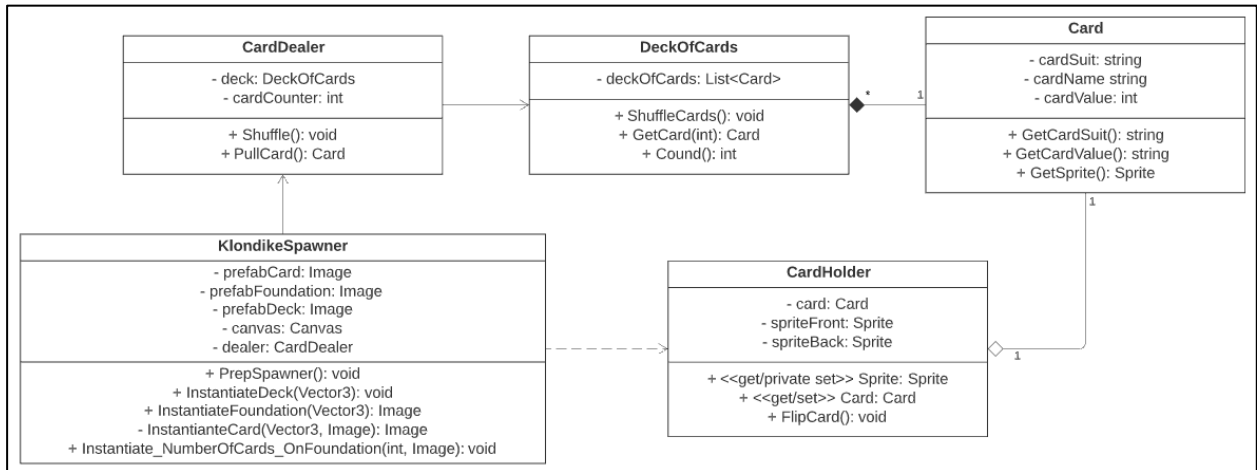 CardDealer
- deck: DeckOfCards
- cardCounter: int
+ Shuffle(): void
+ PullCard(): Card
DeckOfCards
- deckOfCards: List<Card>
+ ShuffleCards(): void
+ GetCard(int): Card
+ Cound(): int
*
1
Card
- cardSuit: string
- cardName string
- cardValue: int
+ GetCardSuit(): string
+ GetCardValue(): string
+ GetSprite(): Sprite
1
KlondikeSpawner
- prefabCard: Image
- prefabFoundation: Image
- prefabDeck: Image
- canvas: Canvas
- dealer: CardDealer
+ PrepSpawner(): void
+ InstantiateDeck(Vector3): void
+ InstantiateFoundation(Vector3): Image
- InstantianteCard(Vector3, Image): Image
+ Instantiate_NumberOfCards_OnFoundation(int, Image): void
CardHolder
- card: Card
- spriteFront: Sprite
- spriteBack: Sprite
+ <<get/private set>> Sprite: Sprite
+ <<get/set>> Card: Card
+ FlipCard(): void
1